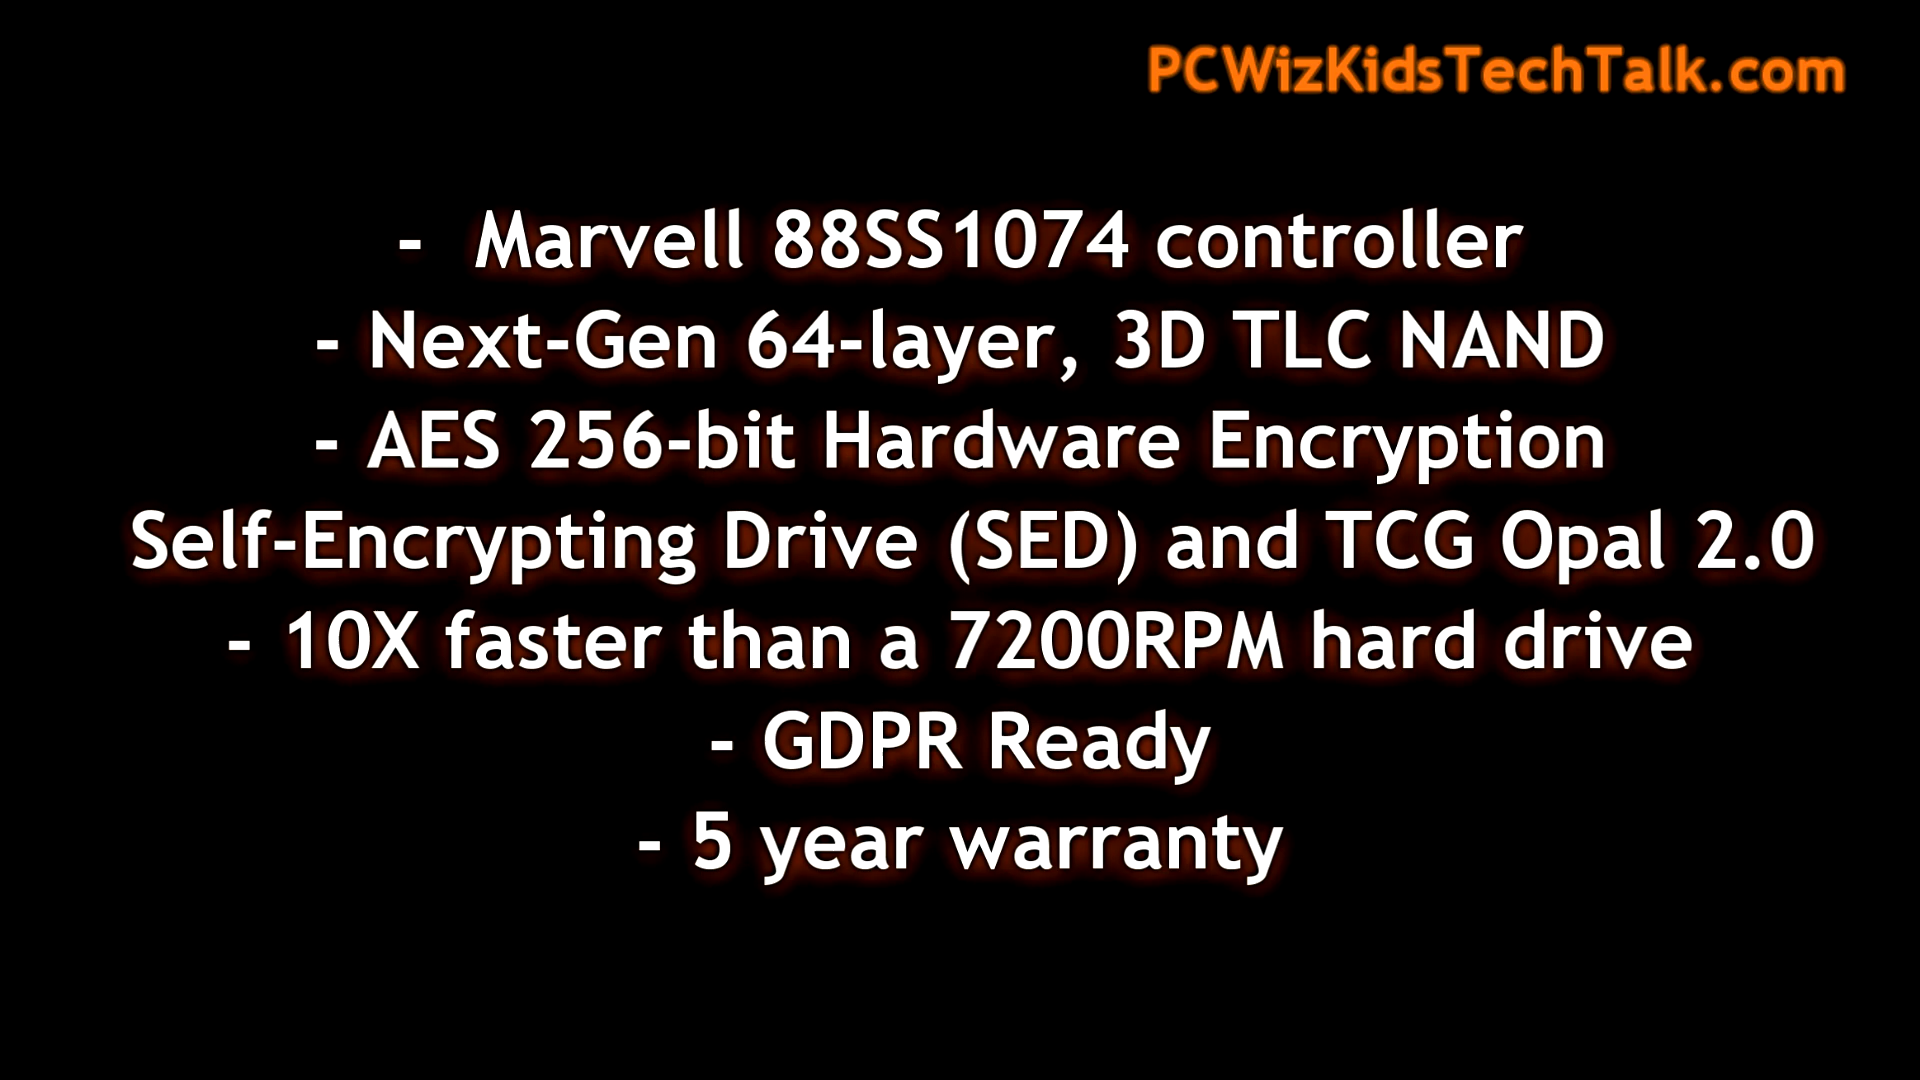 PCWizKidsTechTalk.com
- Marvell 88SS1074 controller
- Next-Gen 64-layer, 3D TLC NAND
- AES 256-bit Hardware Encryption
Self-Encrypting Drive (SED) and TCG Opal 2.0
- 10X faster than a 7200RPM hard drive
- GDPR Ready
- 5 year warranty